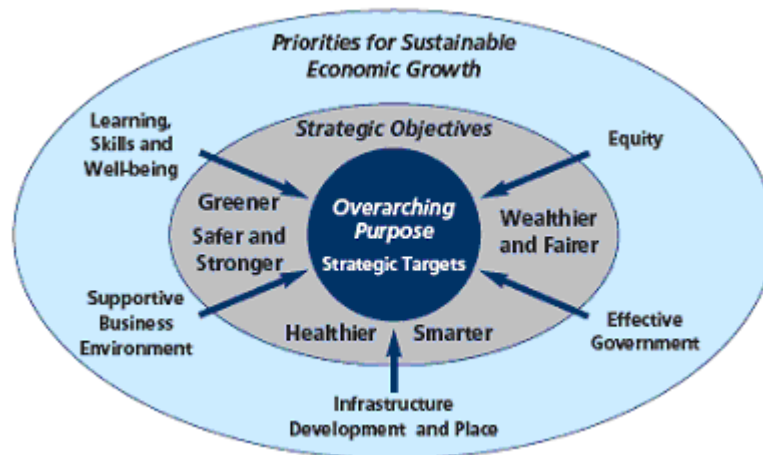 Priorities for Sustainable
Economic Growth
Learning,
Skills and
Well-being
Strategic Objectives
Equity
Greener
Safer and
Stronger
Overarching
Purpose
Strategic Targets
Wealthier
and Fairer
Supportive
Business
Environment
Healthier
Smarter
Effective
Government
Infrastructure
Development and Place